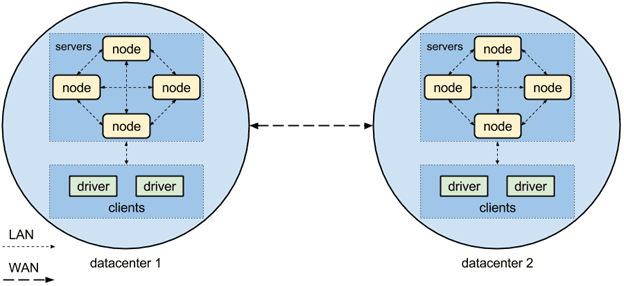 servers
node
node
node
node
driver
driver
clients
datacenter 1
servers
node
node
node
node
driver
driver
clients
datacenter 2
LAN
WAN